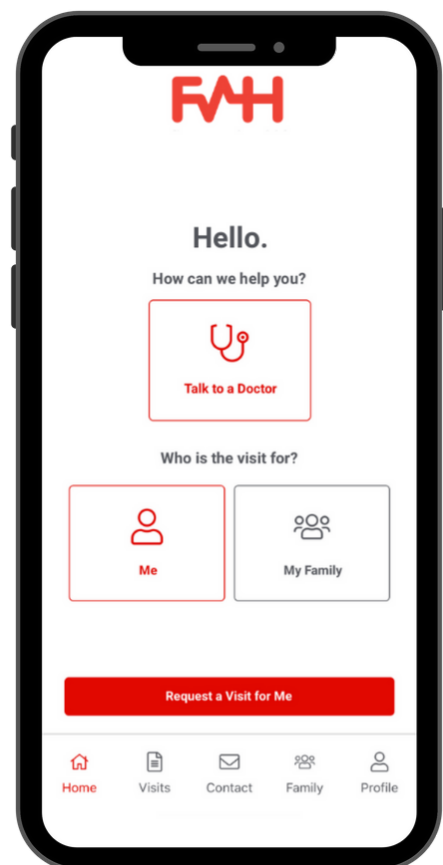 FAH
Hello.
How can we help you?
Talk to a Doctor
Who is the visit for?
Me
My Family
Request a Visit for Me
Home Visits Contact Family Profile